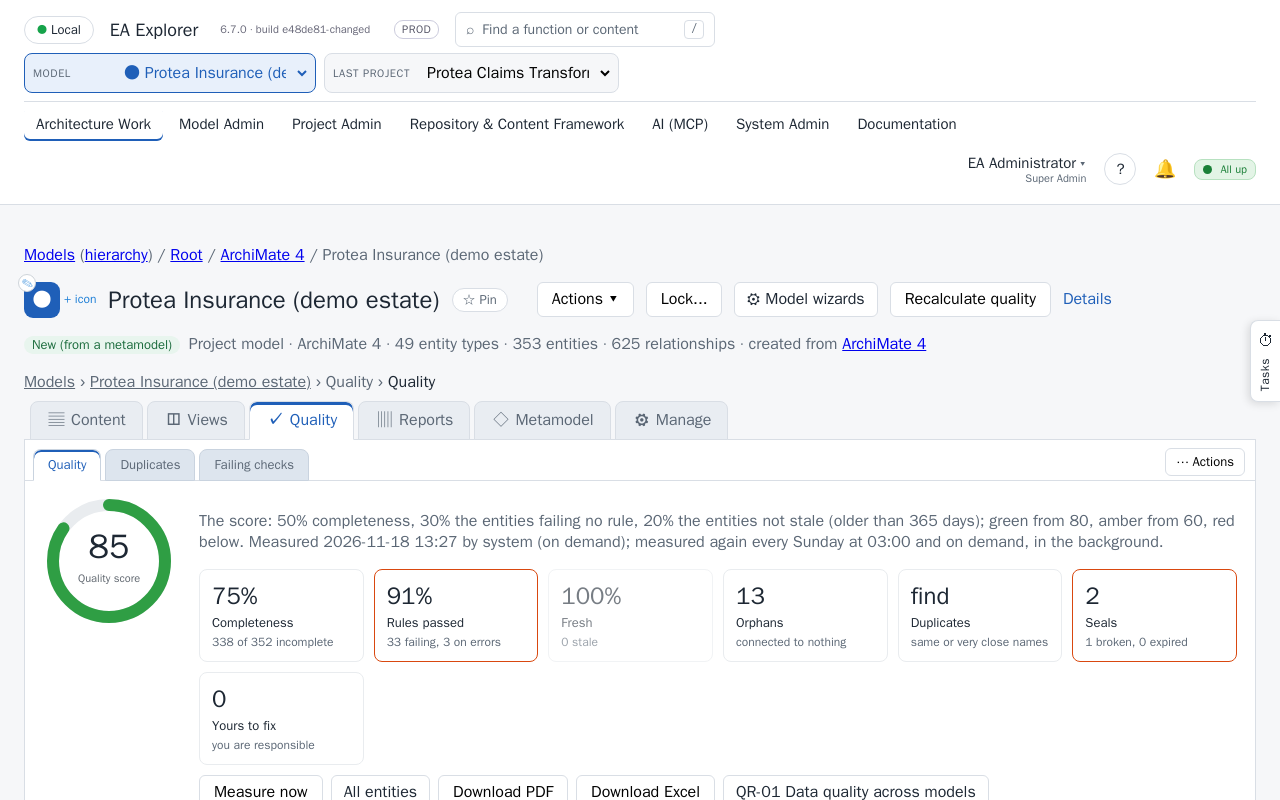 Local
EA Explorer
6.7.0 · build e48de81-changed
PROD
Find a function or content
/
MODEL
Protea Insurance (de
LAST PROJECT
Protea Claims Transfor
Architecture Work
Model Admin
Project Admin
Repository & Content Framework
AI (MCP)
System Admin
Documentation
EA Administrator
Super Admin
?
All up
Models (hierarchy) / Root / ArchiMate 4 / Protea Insurance (demo estate)
+ icon
Protea Insurance (demo estate)
☆ Pin
Actions ▾
Lock...
⚙ Model wizards
Recalculate quality
Details
New (from a metamodel)
Project model · ArchiMate 4 · 49 entity types · 353 entities · 625 relationships · created from ArchiMate 4
Tasks
Models › Protea Insurance (demo estate) › Quality › Quality
Content
Views
✓ Quality
Reports
Metamodel
Manage
Quality
Duplicates
Failing checks
··· Actions
85
Quality score
The score: 50% completeness, 30% the entities failing no rule, 20% the entities not stale (older than 365 days); green from 80, amber from 60, red
below. Measured 2026-11-18 13:27 by system (on demand); measured again every Sunday at 03:00 and on demand, in the background.
75%
Completeness
338 of 352 incomplete
91%
Rules passed
33 failing, 3 on errors
100%
Fresh
0 stale
13
Orphans
connected to nothing
find
Duplicates
same or very close names
2
Seals
1 broken, 0 expired
0
Yours to fix
you are responsible
Measure now
All entities
Download PDF
Download Excel
QR-01 Data quality across models